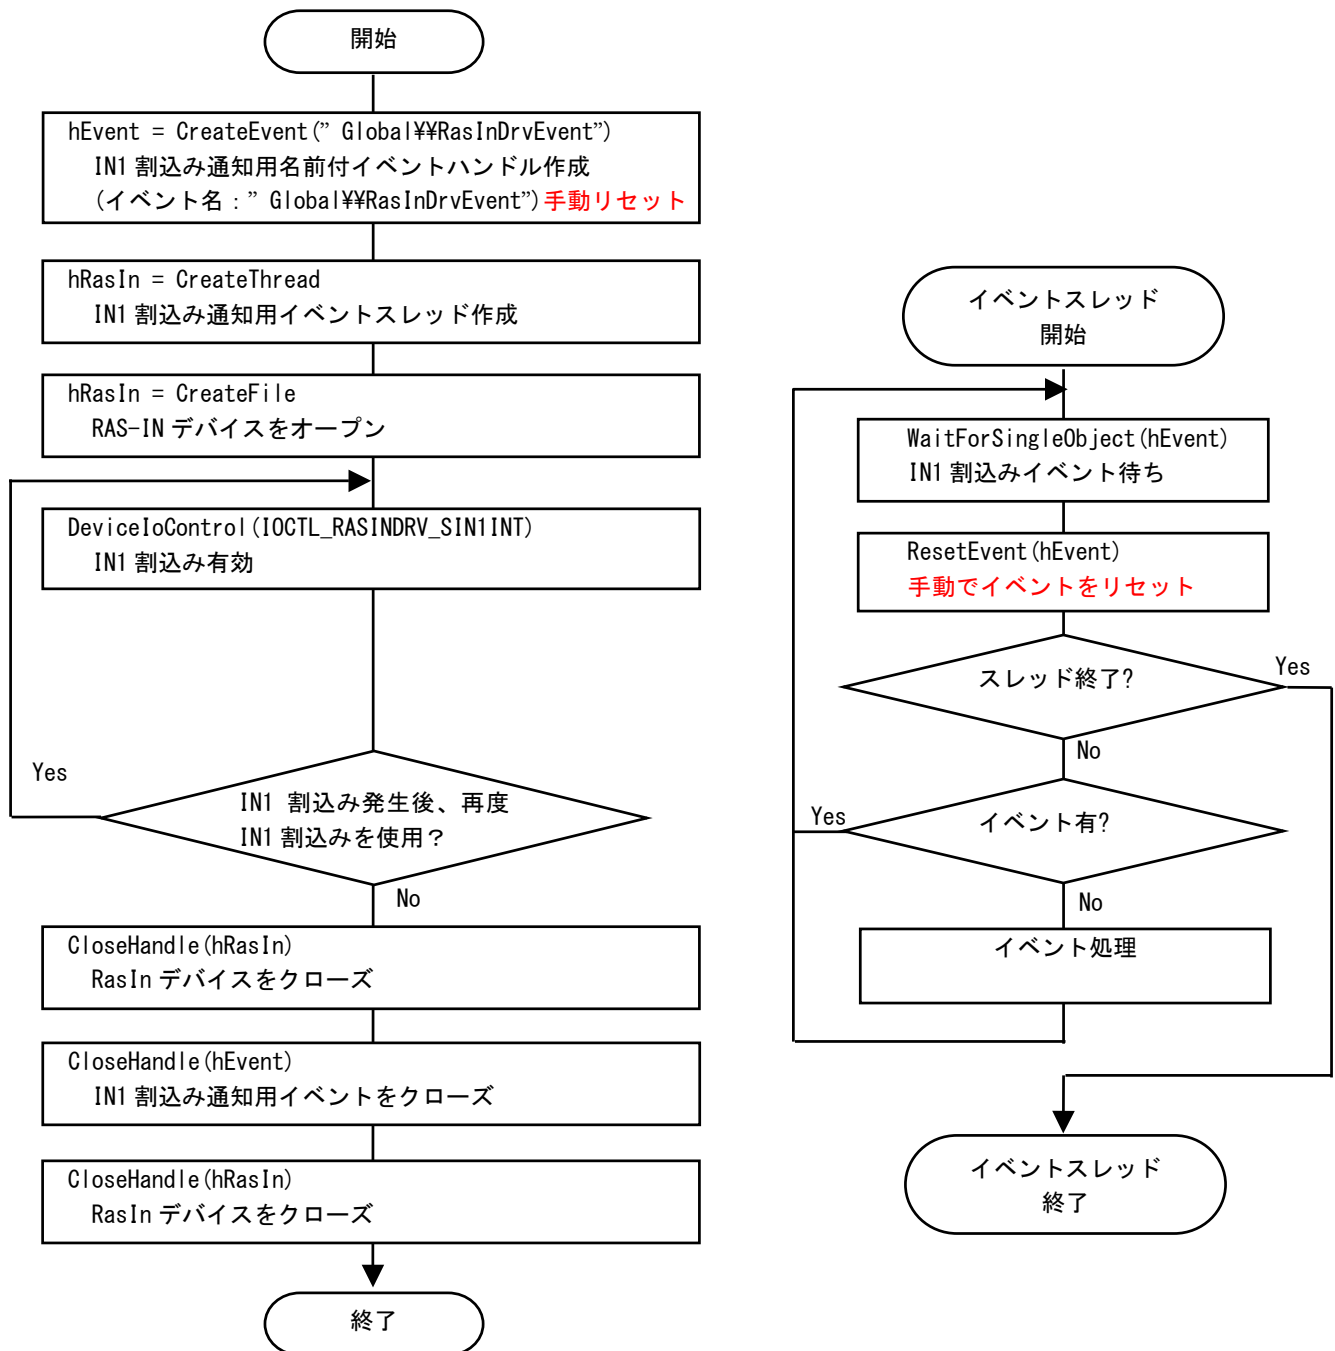 開始
hEvent = CreateEvent(” Global¥¥RasInDrvEvent”)
IN1 割込み通知用名前付イベントハンドル作成
(イベント名：” Global¥¥RasInDrvEvent”)手動リセット
hRasIn = CreateThread
IN1 割込み通知用イベントスレッド作成
hRasIn = CreateFile
RAS-IN デバイスをオープン
DeviceIoControl(IOCTL_RASINDRV_SIN1INT)
IN1 割込み有効
Yes
IN1 割込み発生後、再度
IN1 割込みを使用？
No
CloseHandle(hRasIn)
RasIn デバイスをクローズ
CloseHandle(hEvent)
IN1 割込み通知用イベントをクローズ
CloseHandle(hRasIn)
RasIn デバイスをクローズ
終了
イベントスレッド
開始
WaitForSingleObject(hEvent)
IN1 割込みイベント待ち
ResetEvent(hEvent)
手動でイベントをリセット
スレッド終了?
Yes
No
イベント有?
Yes
No
イベント処理
イベントスレッド
終了